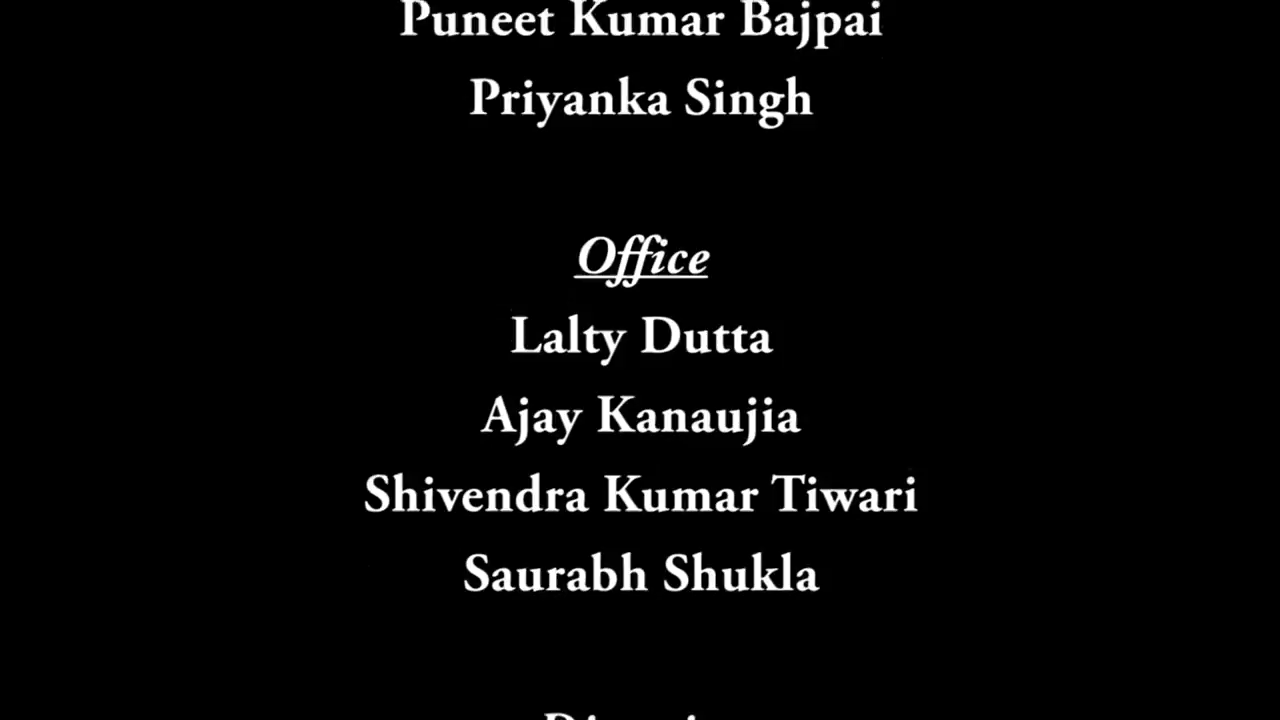 Puneet Kumar Bajpai
Priyanka Singh
Office
Lalty Dutta
Ajay Kanaujia
Shivendra Kumar Tiwari
Saurabh Shukla